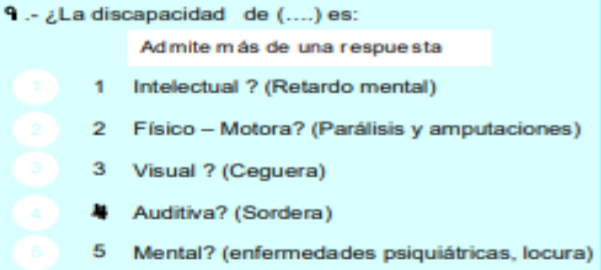 9 .- ¿La discapacidad de (....) es:
Admite más de una respuesta
1 1 Intelectual ? (Retardo mental)
2 2 Físico – Motora? (Parálisis y amputaciones)
3 3 Visual ? (Ceguera)
4 4 Auditiva? (Sordera)
5 5 Mental? (enfermedades psiquiátricas, locura)